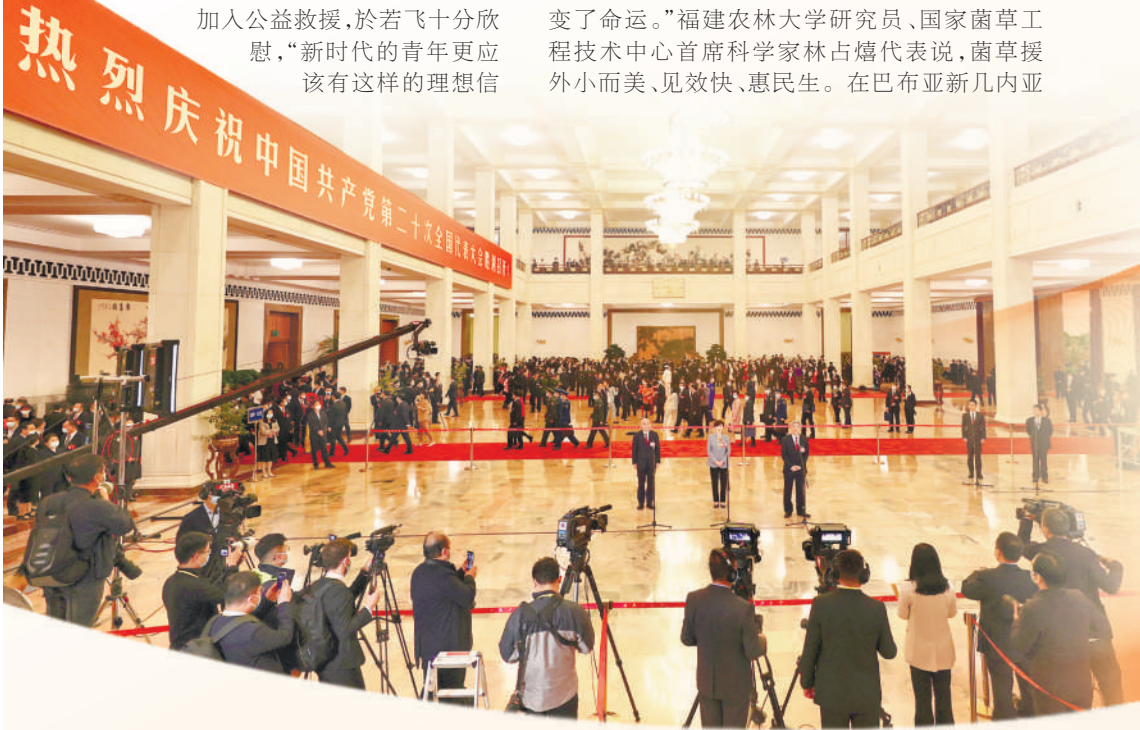 加入公益救援，於若飞十分欣
慰，“新时代的青年更应
该有这样的理想信
变了命运。”福建农林大学研究员、国家菌草工
程技术中心首席科学家林占熺代表说，菌草援
外小而美、见效快、惠民生。在巴布亚新几内亚
热烈庆祝中国共产党第二十次全国代表大会胜利召开！